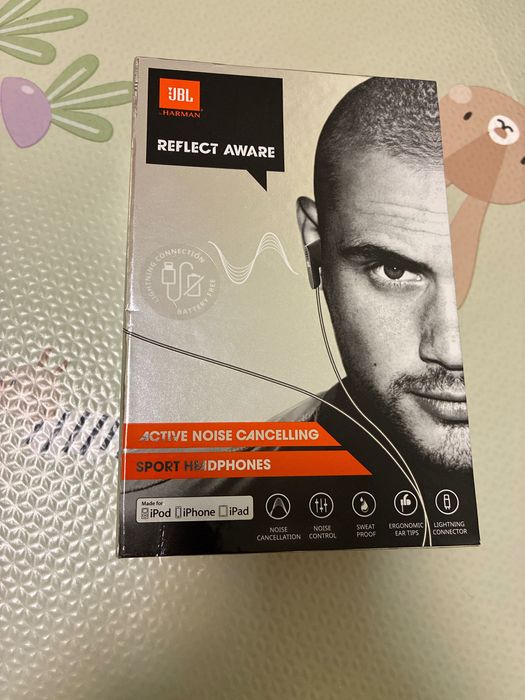 JBL
by HARMAN
REFLECT AWARE
LIGHTNING CONNECTION
BATTERY FREE
ACTIVE NOISE CANCELLING
SPORT HEADPHONES
Made for
iPod iPhone iPad
NOISE
CANCELLATION
NOISE
CONTROL
SWEAT
PROOF
ERGONOMIC
EAR TIPS
LIGHTNING
CONNECTOR